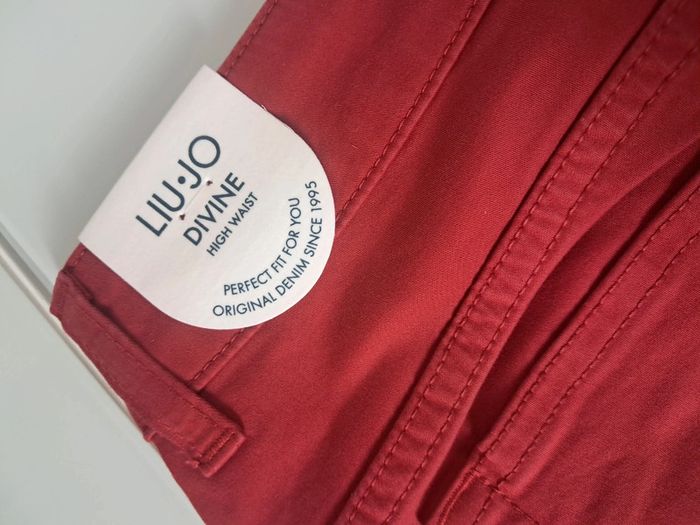 LIU·JO
DIVINE
HIGH WAIST
PERFECT FIT FOR YOU
ORIGINAL DENIM SINCE 1995